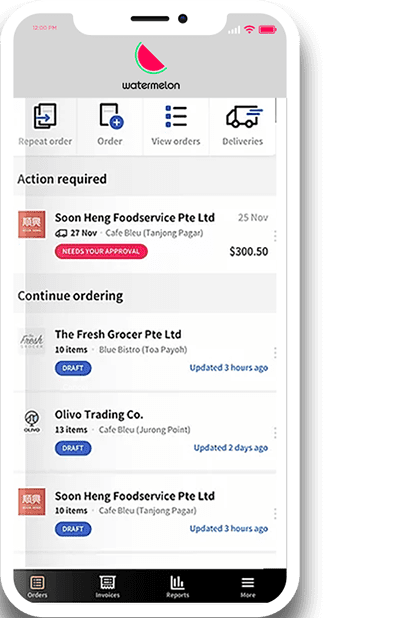 12:00 PM
watermelon
Repeat order
Order
View orders
Deliveries
Action required
Soon Heng Foodservice Pte Ltd
25 Nov
27 Nov · Cafe Bleu (Tanjong Pagar)
NEEDS YOUR APPROVAL
$300.50
Continue ordering
The Fresh Grocer Pte Ltd
10 items · Blue Bistro (Toa Payoh)
DRAFT
Updated 3 hours ago
Olivo Trading Co.
13 items · Cafe Bleu (Jurong Point)
DRAFT
Updated 2 days ago
OLIVO
Soon Heng Foodservice Pte Ltd
10 items · Cafe Bleu (Tanjong Pagar)
DRAFT
Updated 3 hours ago
順興
Orders
Invoices
Reports
More